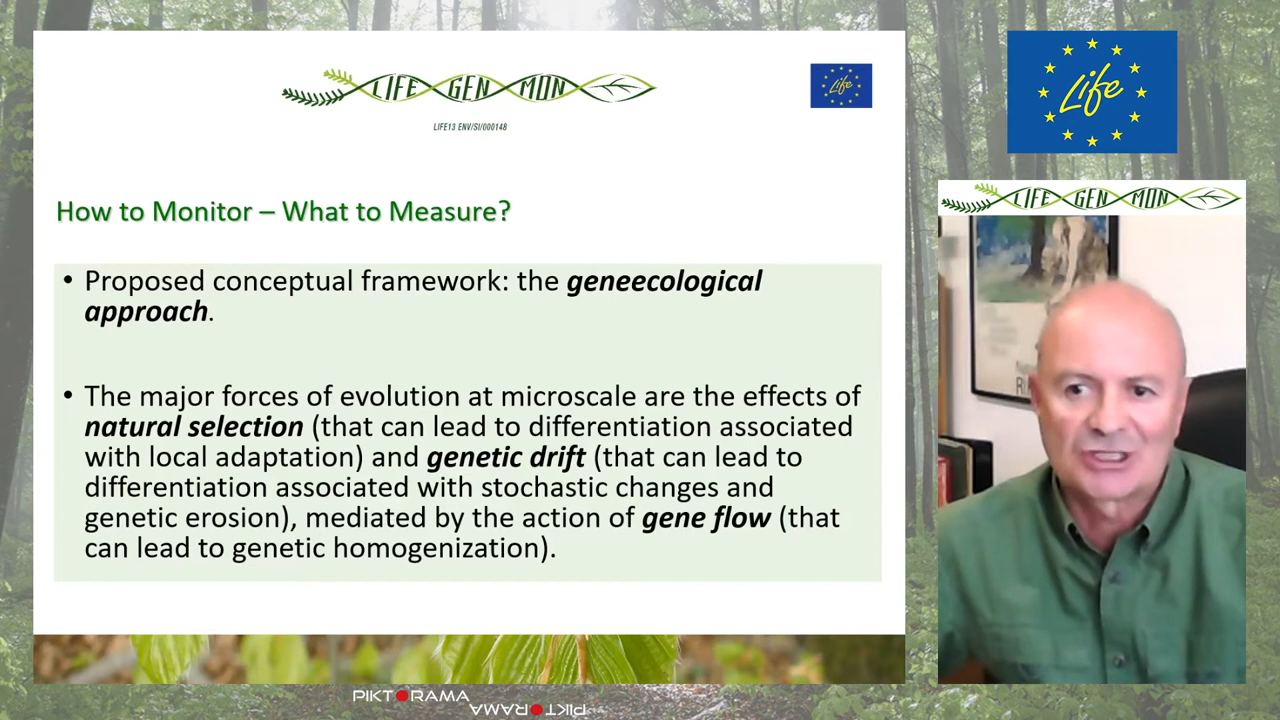 LIFE GEN MON
LIFE13 ENV/SI/000148
Life
How to Monitor – What to Measure?
• Proposed conceptual framework: the geneecological
approach.
• The major forces of evolution at microscale are the effects of
natural selection (that can lead to differentiation associated
with local adaptation) and genetic drift (that can lead to
differentiation associated with stochastic changes and
genetic erosion), mediated by the action of gene flow (that
can lead to genetic homogenization).
Life
LIFE GEN MON
PIKTORAMA
PIKTORAMA